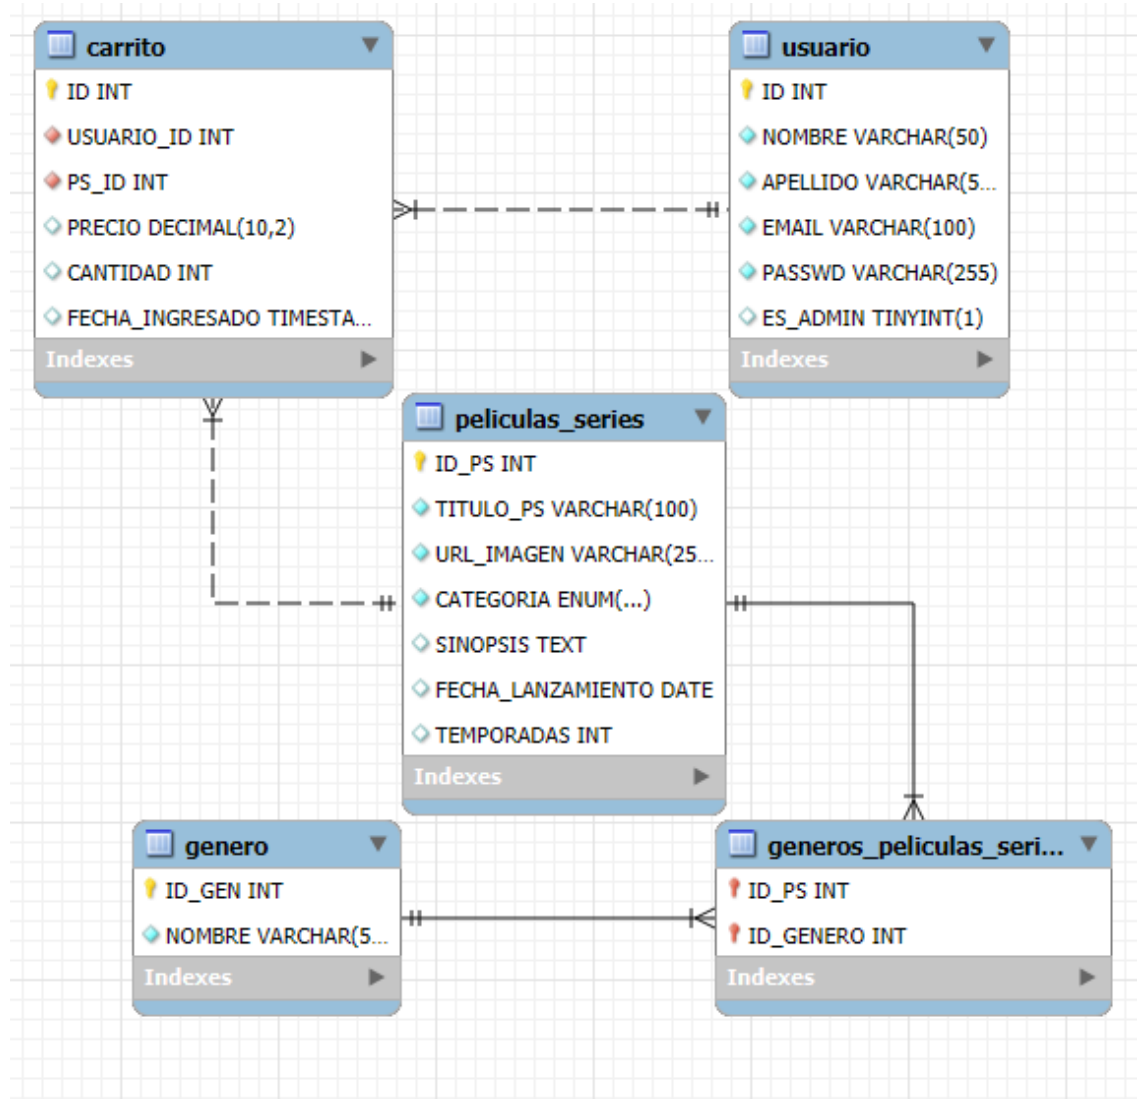 carrito
ID INT
USUARIO_ID INT
PS_ID INT
PRECIO DECIMAL(10,2)
CANTIDAD INT
FECHA_INGRESADO TIMESTA...
Indexes
usuario
ID INT
NOMBRE VARCHAR(50)
APELLIDO VARCHAR(5...
EMAIL VARCHAR(100)
PASSWD VARCHAR(255)
ES_ADMIN TINYINT(1)
Indexes
peliculas_series
ID_PS INT
TITULO_PS VARCHAR(100)
URL_IMAGEN VARCHAR(25...
CATEGORIA ENUM(...)
SINOPSIS TEXT
FECHA_LANZAMIENTO DATE
TEMPORADAS INT
Indexes
genero
ID_GEN INT
NOMBRE VARCHAR(5...
Indexes
generos_peliculas_seri...
ID_PS INT
ID_GENERO INT
Indexes